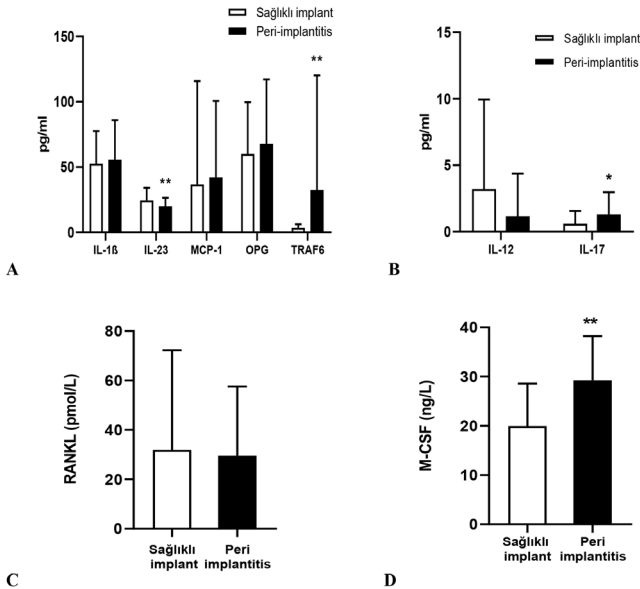 Sağlıklı implant
Peri-implantitis
pg/ml
150
100
50
0
**
**
IL-1ß IL-23 MCP-1 OPG TRAF6
A
Sağlıklı implant
Peri-implantitis
pg/ml
15
10
5
0
*
IL-12 IL-17
B
RANKL (pmol/L)
80
60
40
20
0
Sağlıklı Peri
implant implantitis
C
M-CSF (ng/L)
40
30
20
10
0
**
Sağlıklı Peri
implant implantitis
D